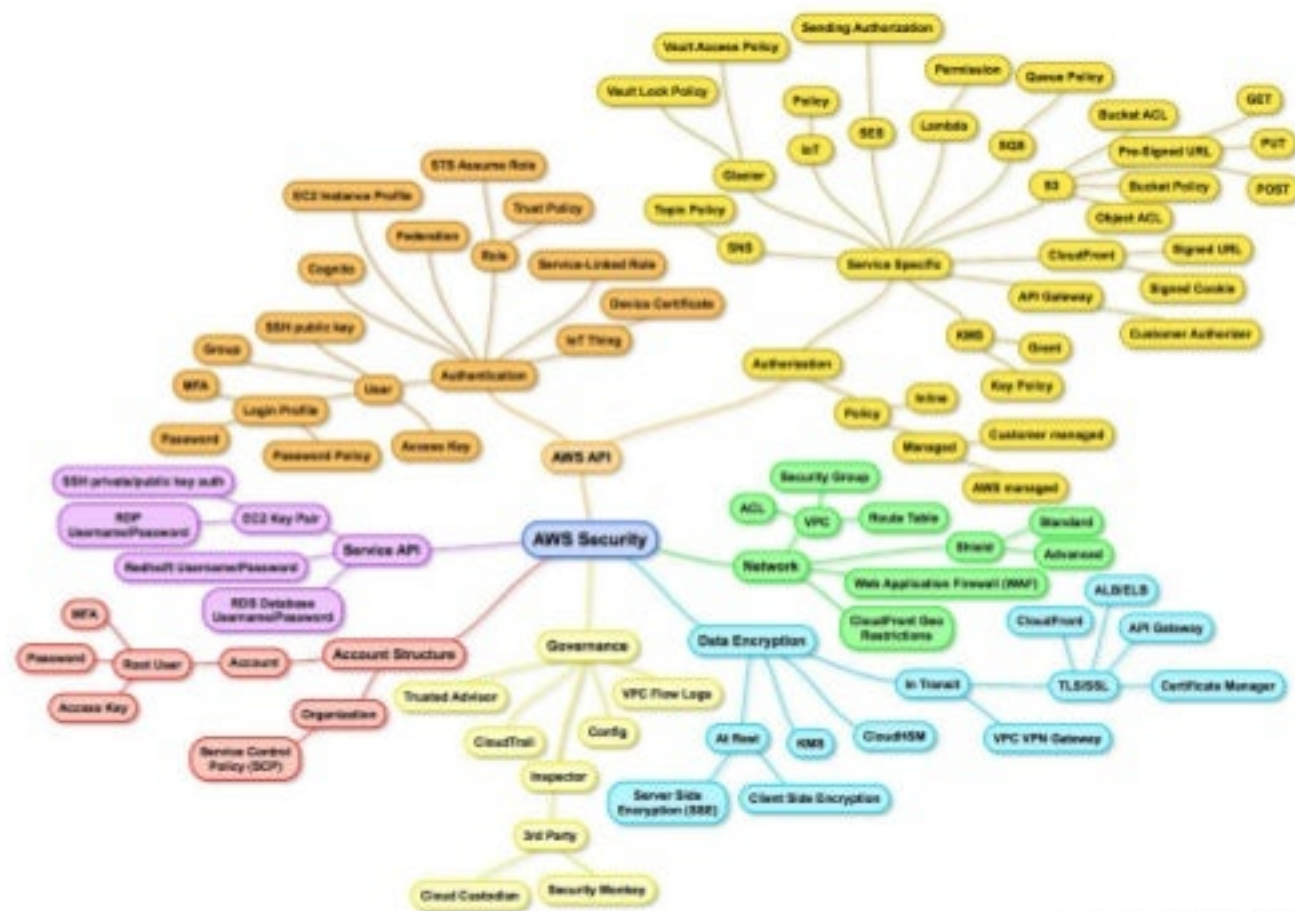 Sending Authorization
Vault Access Policy
Permission
Queue Policy
Vault Lock Policy
Policy
GET
Bucket ACL
IoT
SES
Lambda
SQS
PUT
Pre-Signed URL
STS Assume Role
Glacier
S3
Bucket Policy
POST
EC2 Instance Profile
Topic Policy
Object ACL
Trust Policy
Federation
SNS
CloudFront
Signed URL
Role
Service Specific
Service-Linked Role
Cognito
Signed Cookie
API Gateway
Device Certificate
SSH public key
KMS
Customer Authorizer
IoT Thing
Grant
Group
Authorization
Authentication
MFA
User
Key Policy
Inline
Login Profile
Policy
Password
Access Key
Customer managed
Password Policy
AWS API
Managed
SSH private/public key auth
Security Group
AWS managed
ACL
RDP
Username/Password
EC2 Key Pair
VPC
Route Table
Standard
AWS Security
Service API
Shield
Advanced
Redshift Username/Password
Network
Web Application Firewall (WAF)
RDS Database
Username/Password
ALB/ELB
MFA
CloudFront Geo
Restrictions
CloudFront
API Gateway
Governance
Data Encryption
Password
Root User
Account
Account Structure
In Transit
TLS/SSL
Certificate Manager
Trusted Advisor
VPC Flow Logs
Access Key
Organization
Config
CloudTrail
At Rest
KMS
CloudHSM
VPC VPN Gateway
Service Control
Policy (SCP)
Inspector
Server Side
Encryption (SSE)
Client Side Encryption
3rd Party
Cloud Custodian
Security Monkey